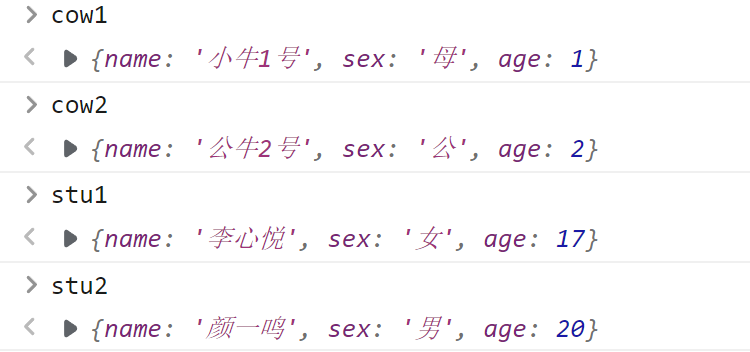 cow1
{name: '小牛1号', sex: '母', age: 1}
cow2
{name: '公牛2号', sex: '公', age: 2}
stu1
{name: '李心悦', sex: '女', age: 17}
stu2
{name: '颜一鸣', sex: '男', age: 20}